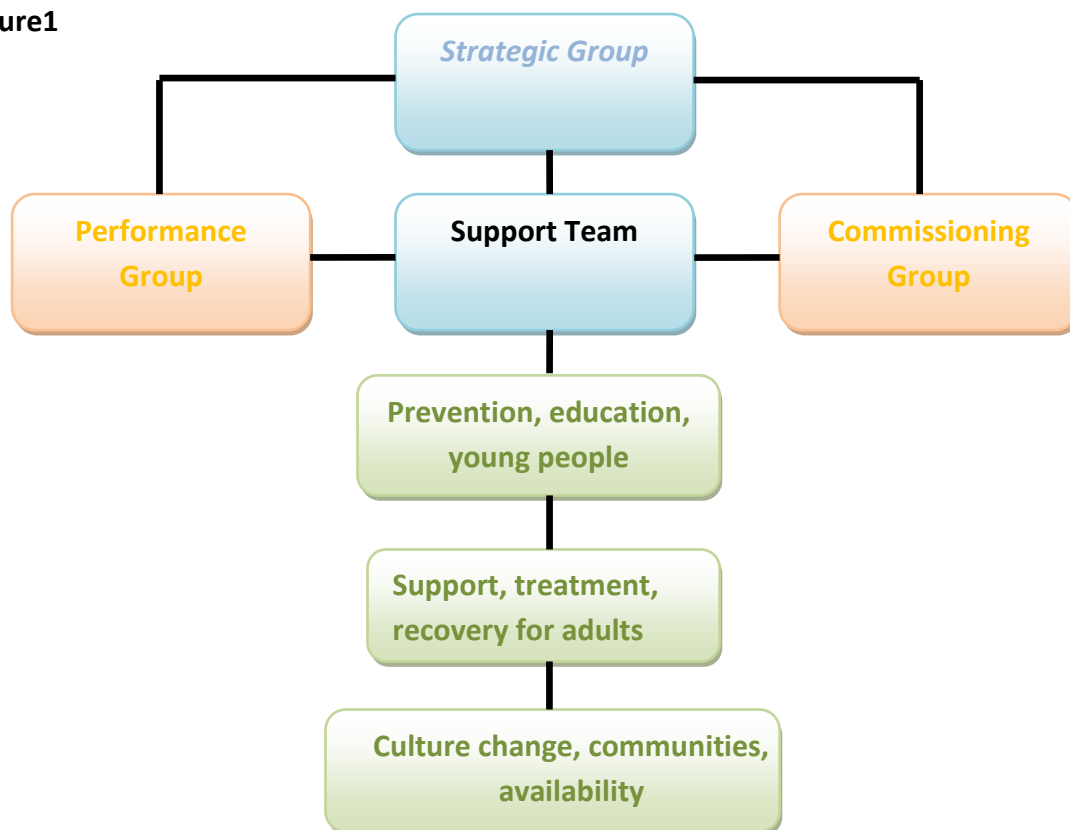 ure1
Strategic Group
Performance
Group
Support Team
Commissioning
Group
Prevention, education,
young people
Support, treatment,
recovery for adults
Culture change, communities,
availability